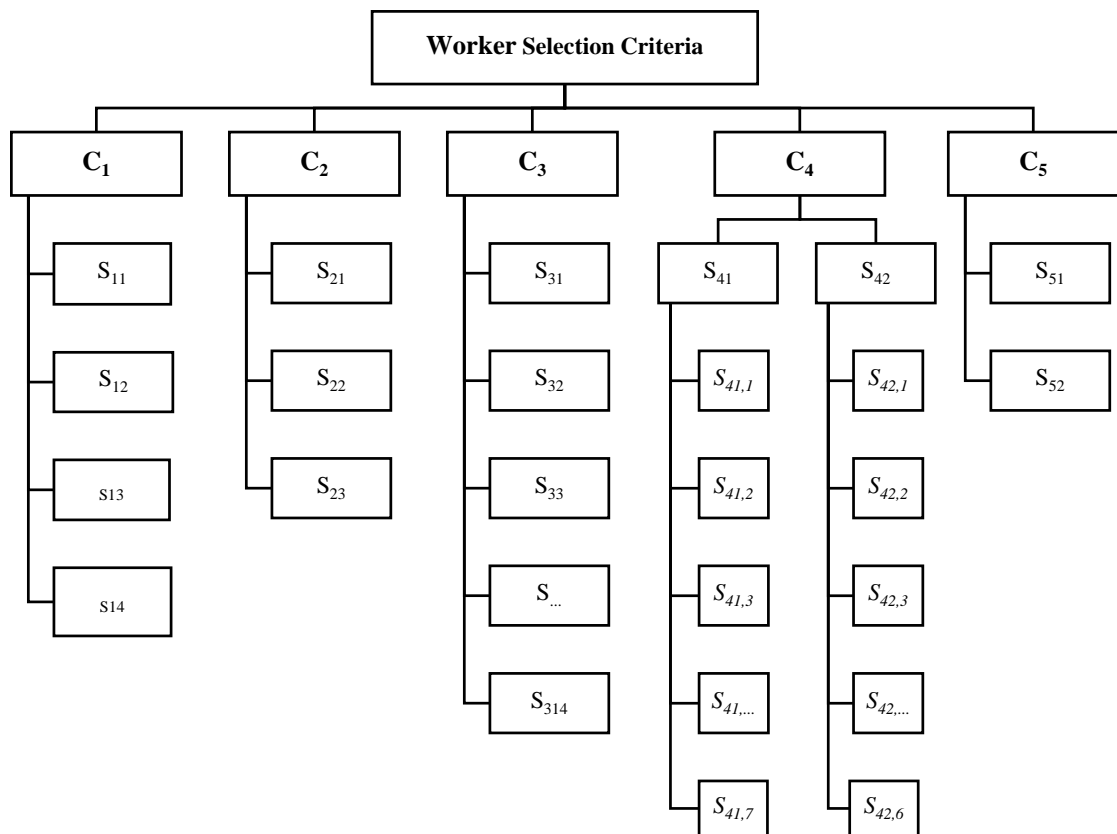 Worker Selection Criteria
C₁
C₂
C₃
C₄
C₅
S₁₁
S₂₁
S₃₁
S₄₁
S₄₂
S₅₁
S₁₂
S₂₂
S₃₂
S₄₁,₁
S₄₂,₁
S₅₂
S13
S₂₃
S₃₃
S₄₁,₂
S₄₂,₂
S14
S...
S₄₁,₃
S₄₂,₃
S₃₁₄
S₄₁,...
S₄₂,...
S₄₁,₇
S₄₂,₆